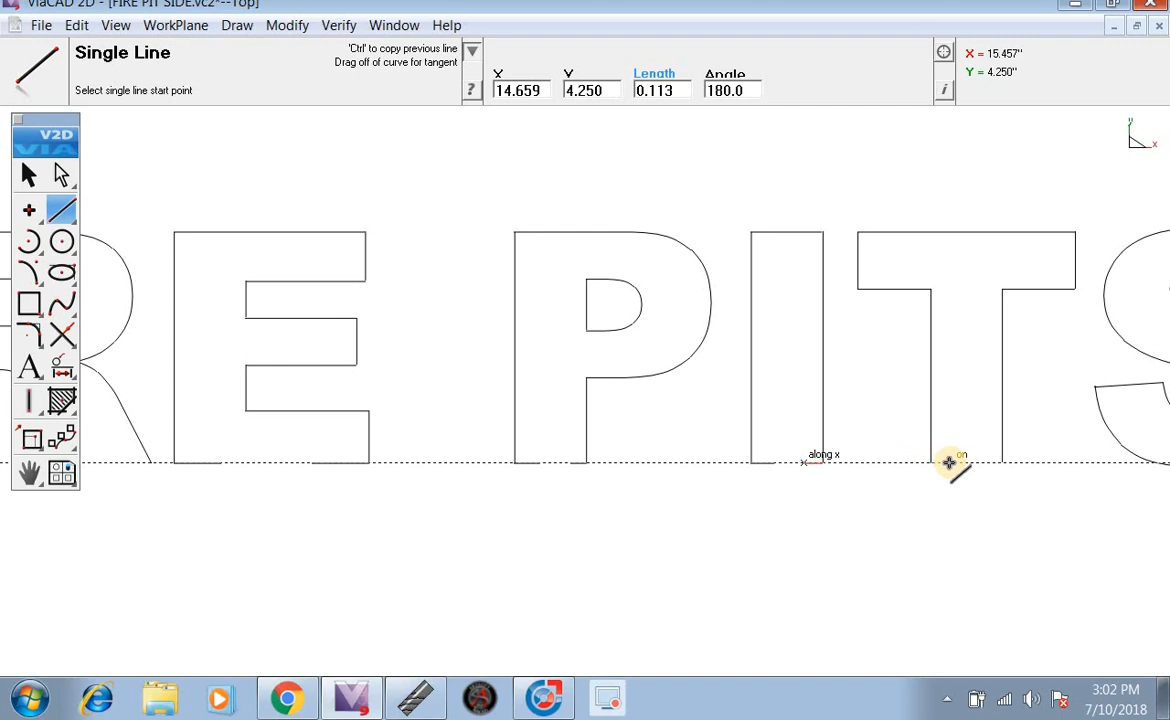 ViaCAD 2D - [FIRE PIT SIDE.vc2*--Top]
File Edit View WorkPlane Draw Modify Verify Window Help
Single Line
'Ctrl' to copy previous line
Drag off of curve for tangent
Select single line start point
?
X Y Length Angle
14.659 4.250 0.113 180.0
i
X = 15.457"
Y = 4.250"
V2D
VIA
A
y
x
RE PITS
along x
on
3:02 PM
7/10/2018